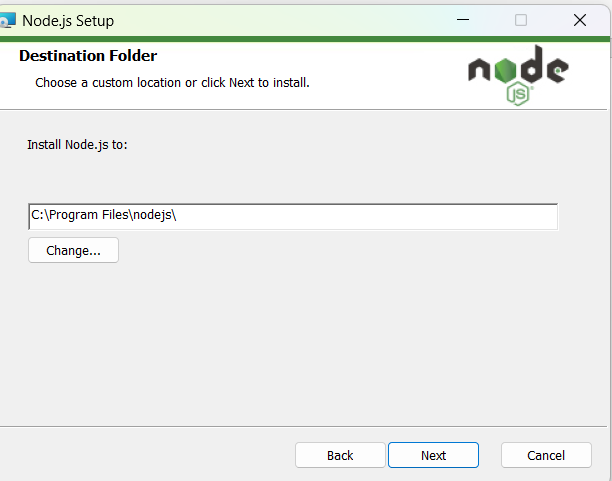 Node.js Setup
Destination Folder
Choose a custom location or click Next to install.
node
JS
Install Node.js to:
C:\Program Files\nodejs\
Change...
Back
Next
Cancel